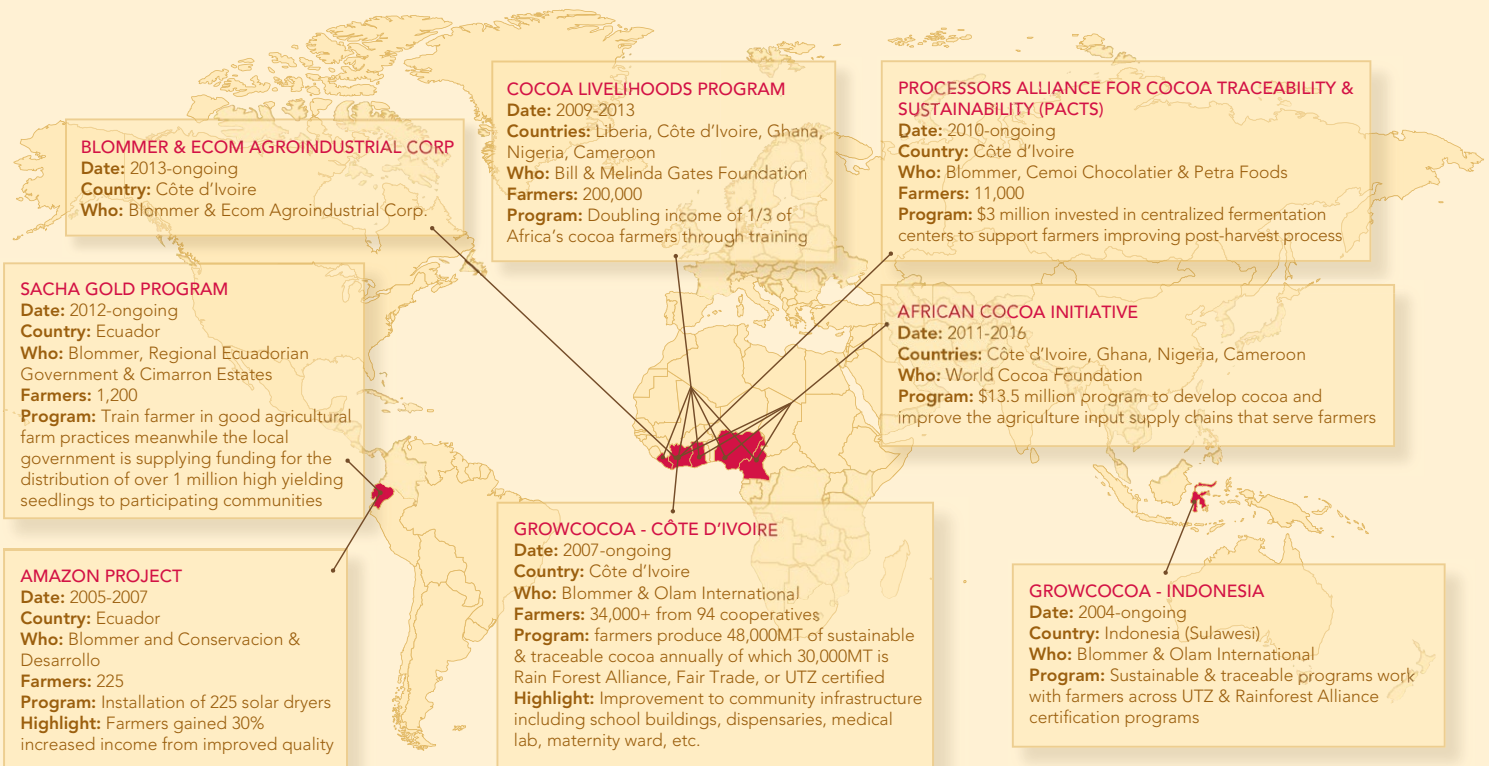 BLOMMER & ECOM AGROINDUSTRIAL CORP
Date: 2013-ongoing
Country: Côte d'Ivoire
Who: Blommer & Ecom Agroindustrial Corp.
COCOA LIVELIHOODS PROGRAM
Date: 2009-2013
Countries: Liberia, Côte d'Ivoire, Ghana,
Nigeria, Cameroon
Who: Bill & Melinda Gates Foundation
Farmers: 200,000
Program: Doubling income of 1/3 of
Africa's cocoa farmers through training
PROCESSORS ALLIANCE FOR COCOA TRACEABILITY &
SUSTAINABILITY (PACTS)
Date: 2010-ongoing
Country: Côte d'Ivoire
Who: Blommer, Cemoi Chocolatier & Petra Foods
Farmers: 11,000
Program: $3 million invested in centralized fermentation
centers to support farmers improving post-harvest process
SACHA GOLD PROGRAM
Date: 2012-ongoing
Country: Ecuador
Who: Blommer, Regional Ecuadorian
Government & Cimarron Estates
Farmers: 1,200
Program: Train farmer in good agricultural
farm practices meanwhile the local
government is supplying funding for the
distribution of over 1 million high yielding
seedlings to participating communities
AFRICAN COCOA INITIATIVE
Date: 2011-2016
Countries: Côte d'Ivoire, Ghana, Nigeria, Cameroon
Who: World Cocoa Foundation
Program: $13.5 million program to develop cocoa and
improve the agriculture input supply chains that serve farmers
AMAZON PROJECT
Date: 2005-2007
Country: Ecuador
Who: Blommer and Conservacion &
Desarrollo
Farmers: 225
Program: Installation of 225 solar dryers
Highlight: Farmers gained 30%
increased income from improved quality
GROWCOCOA - CÔTE D'IVOIRE
Date: 2007-ongoing
Country: Côte d'Ivoire
Who: Blommer & Olam International
Farmers: 34,000+ from 94 cooperatives
Program: farmers produce 48,000MT of sustainable
& traceable cocoa annually of which 30,000MT is
Rain Forest Alliance, Fair Trade, or UTZ certified
Highlight: Improvement to community infrastructure
including school buildings, dispensaries, medical
lab, maternity ward, etc.
GROWCOCOA - INDONESIA
Date: 2004-ongoing
Country: Indonesia (Sulawesi)
Who: Blommer & Olam International
Program: Sustainable & traceable programs work
with farmers across UTZ & Rainforest Alliance
certification programs